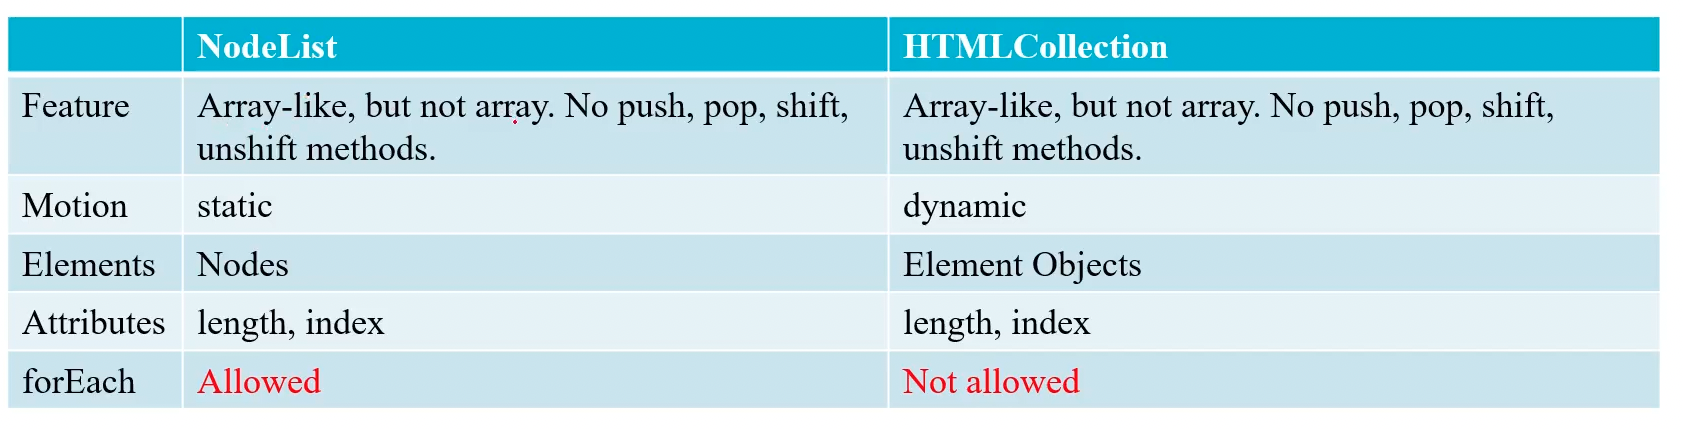 NodeList HTMLCollection
Feature Array-like, but not array. No push, pop, shift, Array-like, but not array. No push, pop, shift,
unshift methods. unshift methods.
Motion static dynamic
Elements Nodes Element Objects
Attributes length, index length, index
forEach Allowed Not allowed